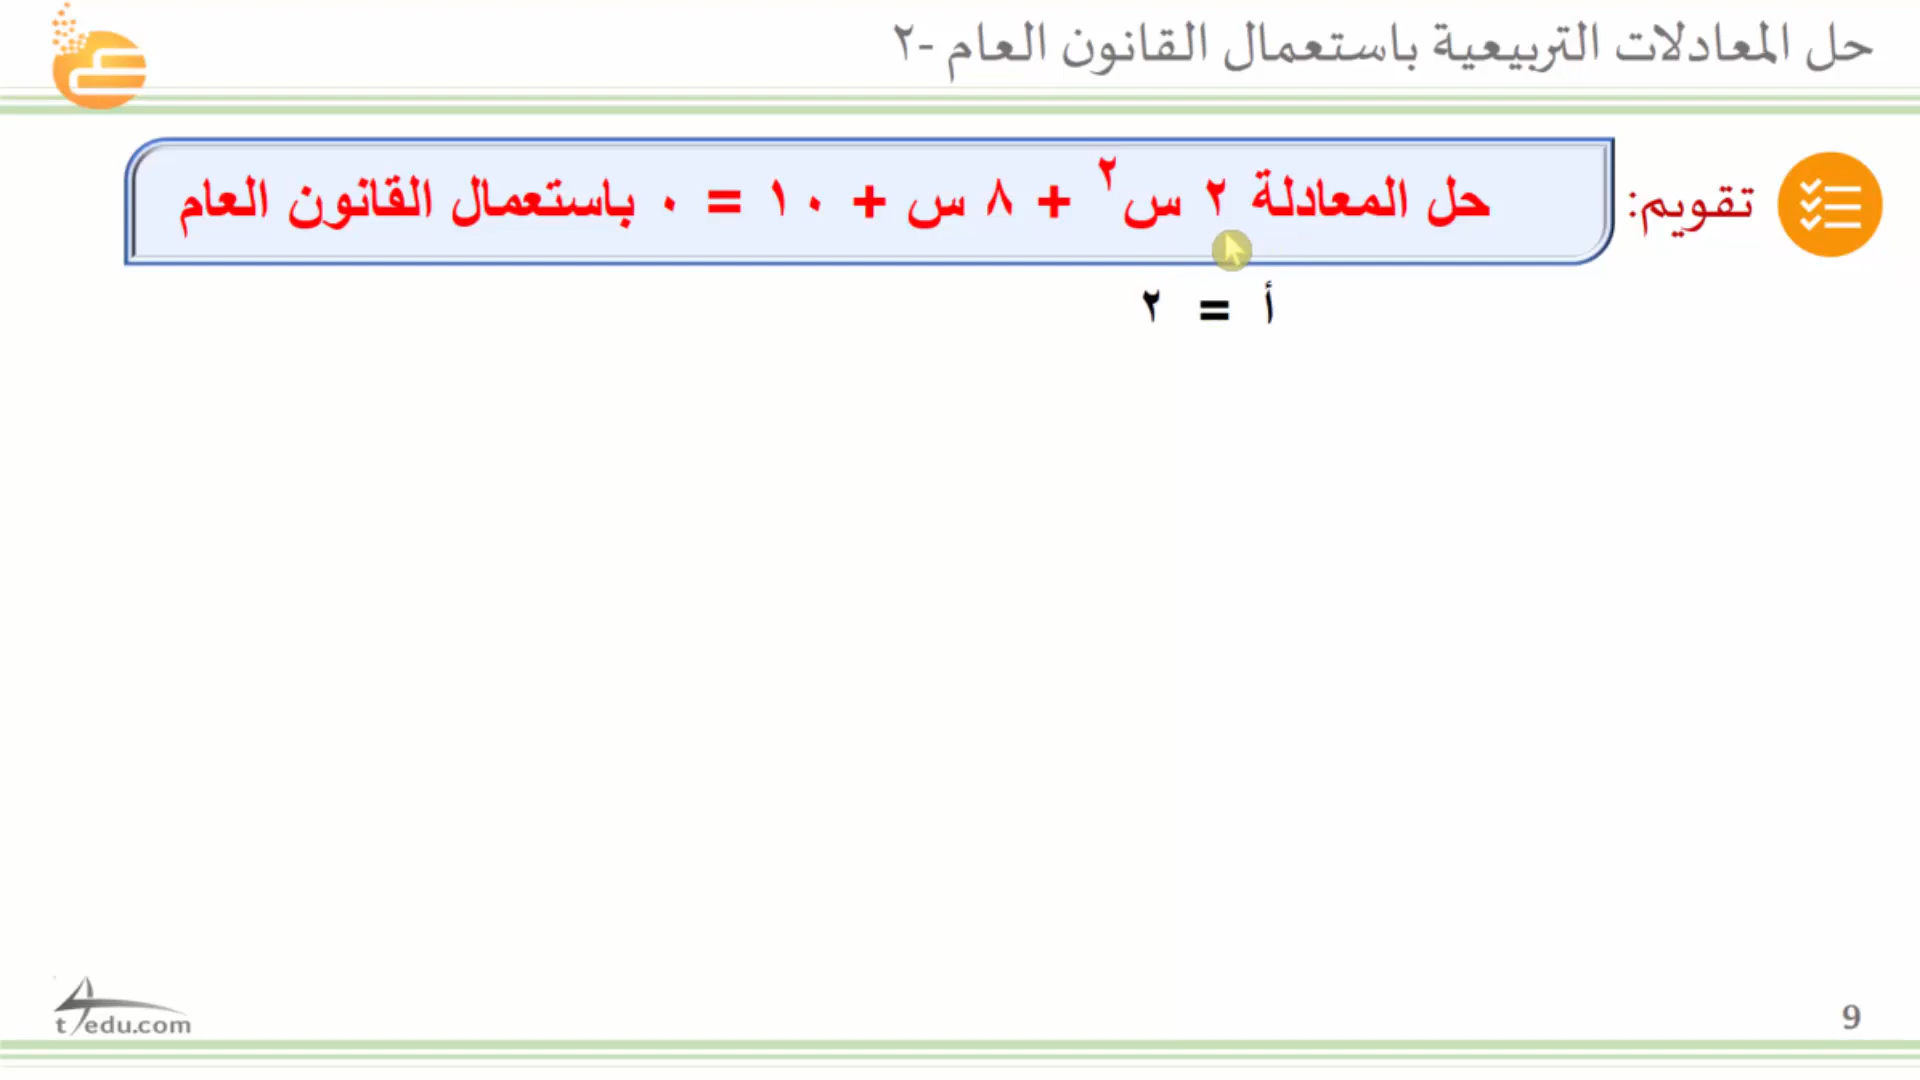 حل المعادلات التربيعية باستعمال القانون العام -٢
تقويم:
حل المعادلة ٢ س٢ + ٨ س + ١٠ = ٠ باستعمال القانون العام
أ = ٢
t4edu.com
9